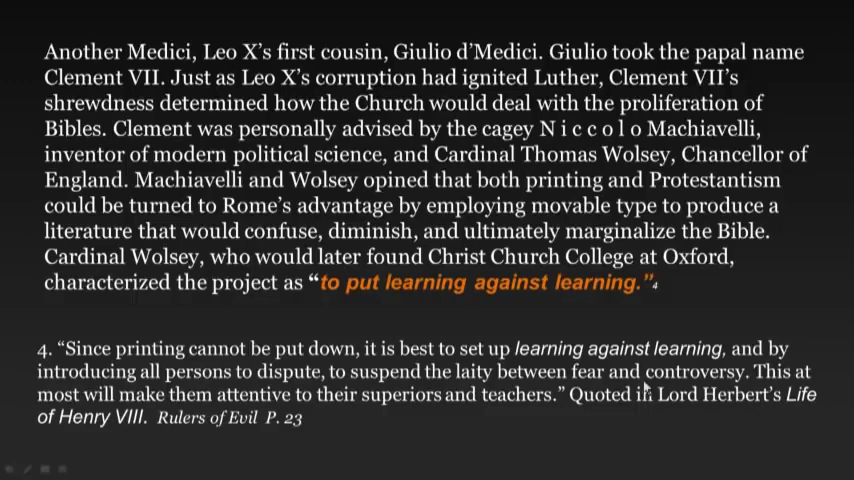 Another Medici, Leo X's first cousin, Giulio d'Medici. Giulio took the papal name
Clement VII. Just as Leo X's corruption had ignited Luther, Clement VII's
shrewdness determined how the Church would deal with the proliferation of
Bibles. Clement was personally advised by the cagey N i c c o l o Machiavelli,
inventor of modern political science, and Cardinal Thomas Wolsey, Chancellor of
England. Machiavelli and Wolsey opined that both printing and Protestantism
could be turned to Rome's advantage by employing movable type to produce a
literature that would confuse, diminish, and ultimately marginalize the Bible.
Cardinal Wolsey, who would later found Christ Church College at Oxford,
characterized the project as “to put learning against learning.”4
4. “Since printing cannot be put down, it is best to set up learning against learning, and by
introducing all persons to dispute, to suspend the laity between fear and controversy. This at
most will make them attentive to their superiors and teachers.” Quoted in Lord Herbert's Life
of Henry VIII. Rulers of Evil P. 23